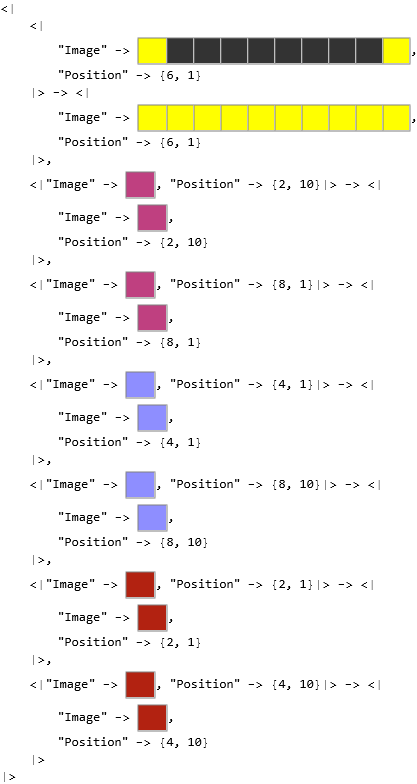 <|
<|
"Image" -> ,
"Position" -> {6, 1}
|> -> <|
"Image" -> ,
"Position" -> {6, 1}
|>,
<|"Image" -> , "Position" -> {2, 10}|> -> <|
"Image" -> ,
"Position" -> {2, 10}
|>,
<|"Image" -> , "Position" -> {8, 1}|> -> <|
"Image" -> ,
"Position" -> {8, 1}
|>,
<|"Image" -> , "Position" -> {4, 1}|> -> <|
"Image" -> ,
"Position" -> {4, 1}
|>,
<|"Image" -> , "Position" -> {8, 10}|> -> <|
"Image" -> ,
"Position" -> {8, 10}
|>,
<|"Image" -> , "Position" -> {2, 1}|> -> <|
"Image" -> ,
"Position" -> {2, 1}
|>,
<|"Image" -> , "Position" -> {4, 10}|> -> <|
"Image" -> ,
"Position" -> {4, 10}
|>
|>